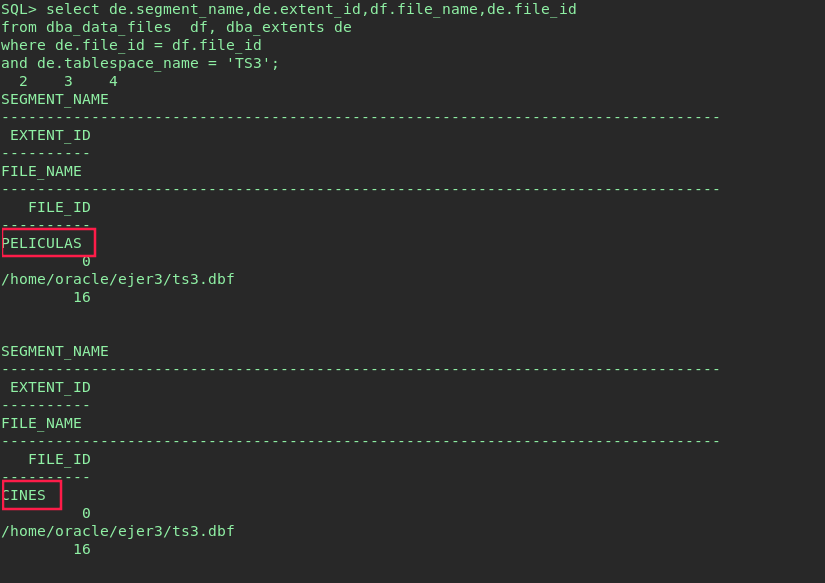 SQL> select de.segment_name,de.extent_id,df.file_name,de.file_id
from dba_data_files  df, dba_extents de
where de.file_id = df.file_id
and de.tablespace_name = 'TS3';
  2    3    4
SEGMENT_NAME
--------------------------------------------------------------------------------
 EXTENT_ID
----------
FILE_NAME
--------------------------------------------------------------------------------
   FILE_ID
----------
PELICULAS
         0
/home/oracle/ejer3/ts3.dbf
        16

SEGMENT_NAME
--------------------------------------------------------------------------------
 EXTENT_ID
----------
FILE_NAME
--------------------------------------------------------------------------------
   FILE_ID
----------
CINES
         0
/home/oracle/ejer3/ts3.dbf
        16